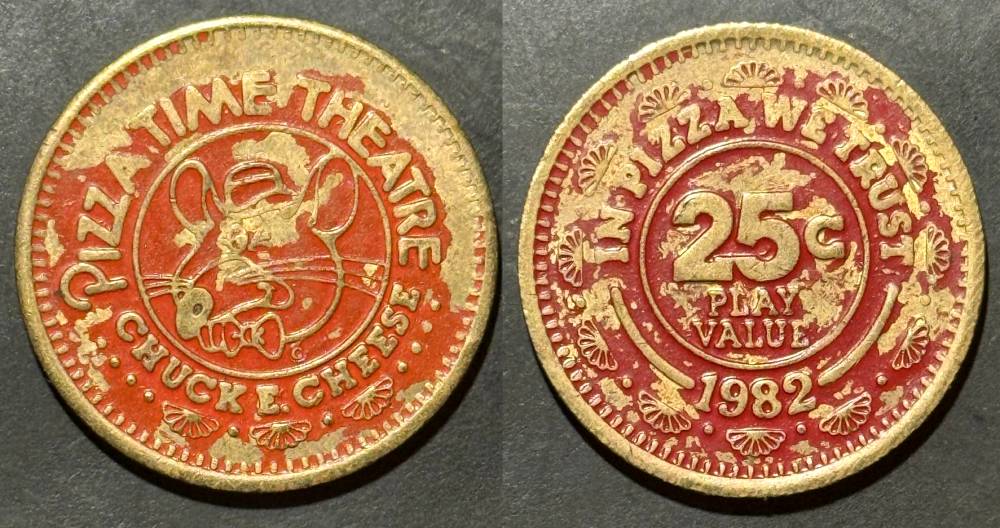 PIZZA TIME THEATRE
CHUCK E. CHEESE
IN PIZZA WE TRUST
25¢
PLAY
VALUE
1982